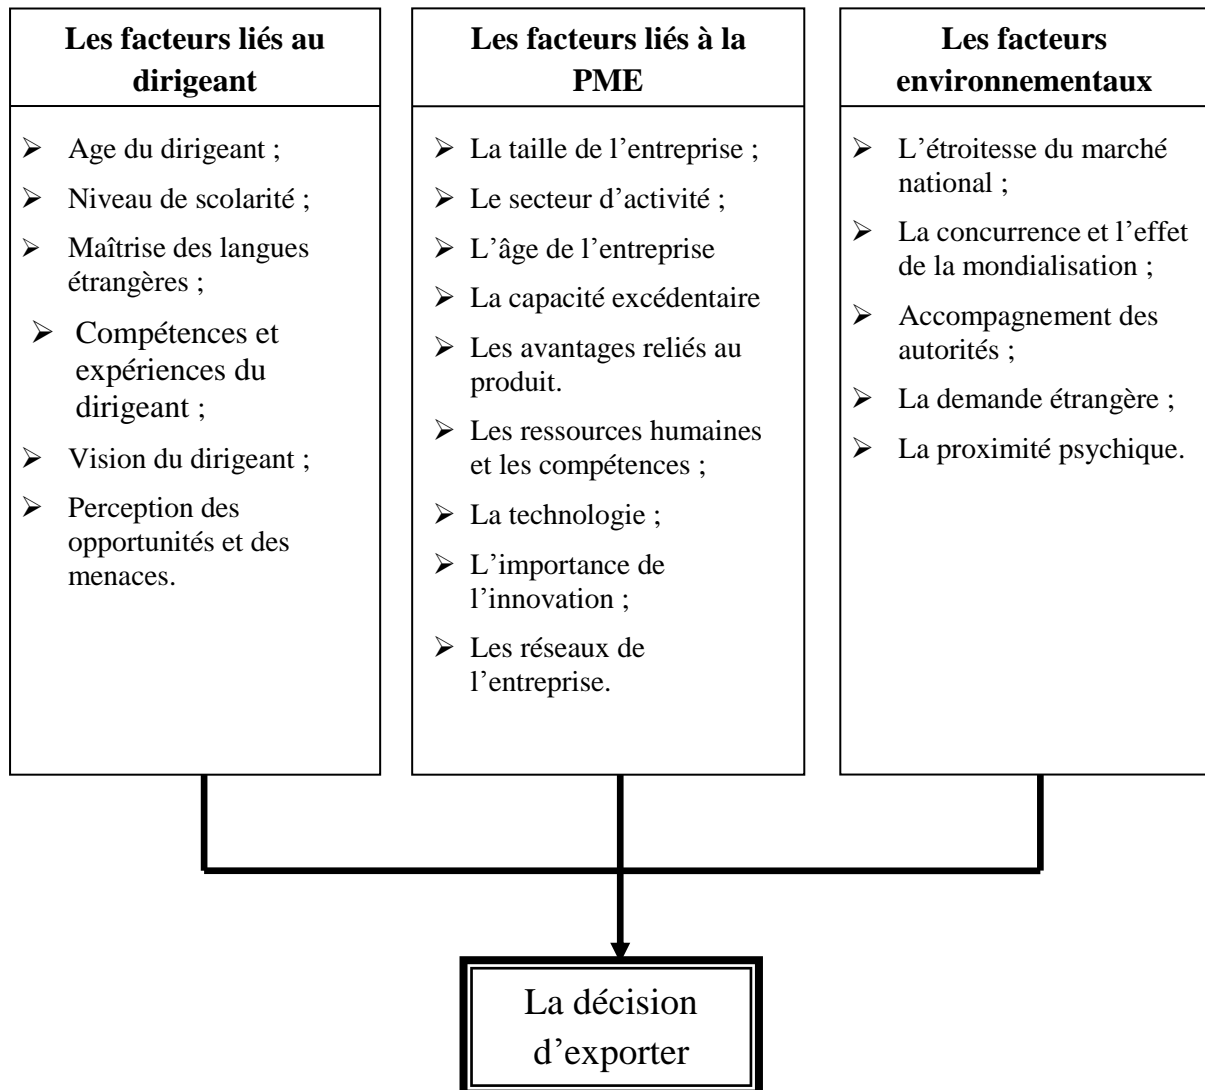 Les facteurs liés au
dirigeant
➢ Age du dirigeant ;
➢ Niveau de scolarité ;
➢ Maîtrise des langues
étrangères ;
➢ Compétences et
expériences du
dirigeant ;
➢ Vision du dirigeant ;
➢ Perception des
opportunités et des
menaces.
Les facteurs liés à la
PME
➢ La taille de l’entreprise ;
➢ Le secteur d’activité ;
➢ L’âge de l’entreprise
➢ La capacité excédentaire
➢ Les avantages reliés au
produit.
➢ Les ressources humaines
et les compétences ;
➢ La technologie ;
➢ L’importance de
l’innovation ;
➢ Les réseaux de
l’entreprise.
Les facteurs
environnementaux
➢ L’étroitesse du marché
national ;
➢ La concurrence et l’effet
de la mondialisation ;
➢ Accompagnement des
autorités ;
➢ La demande étrangère ;
➢ La proximité psychique.
La décision
d’exporter